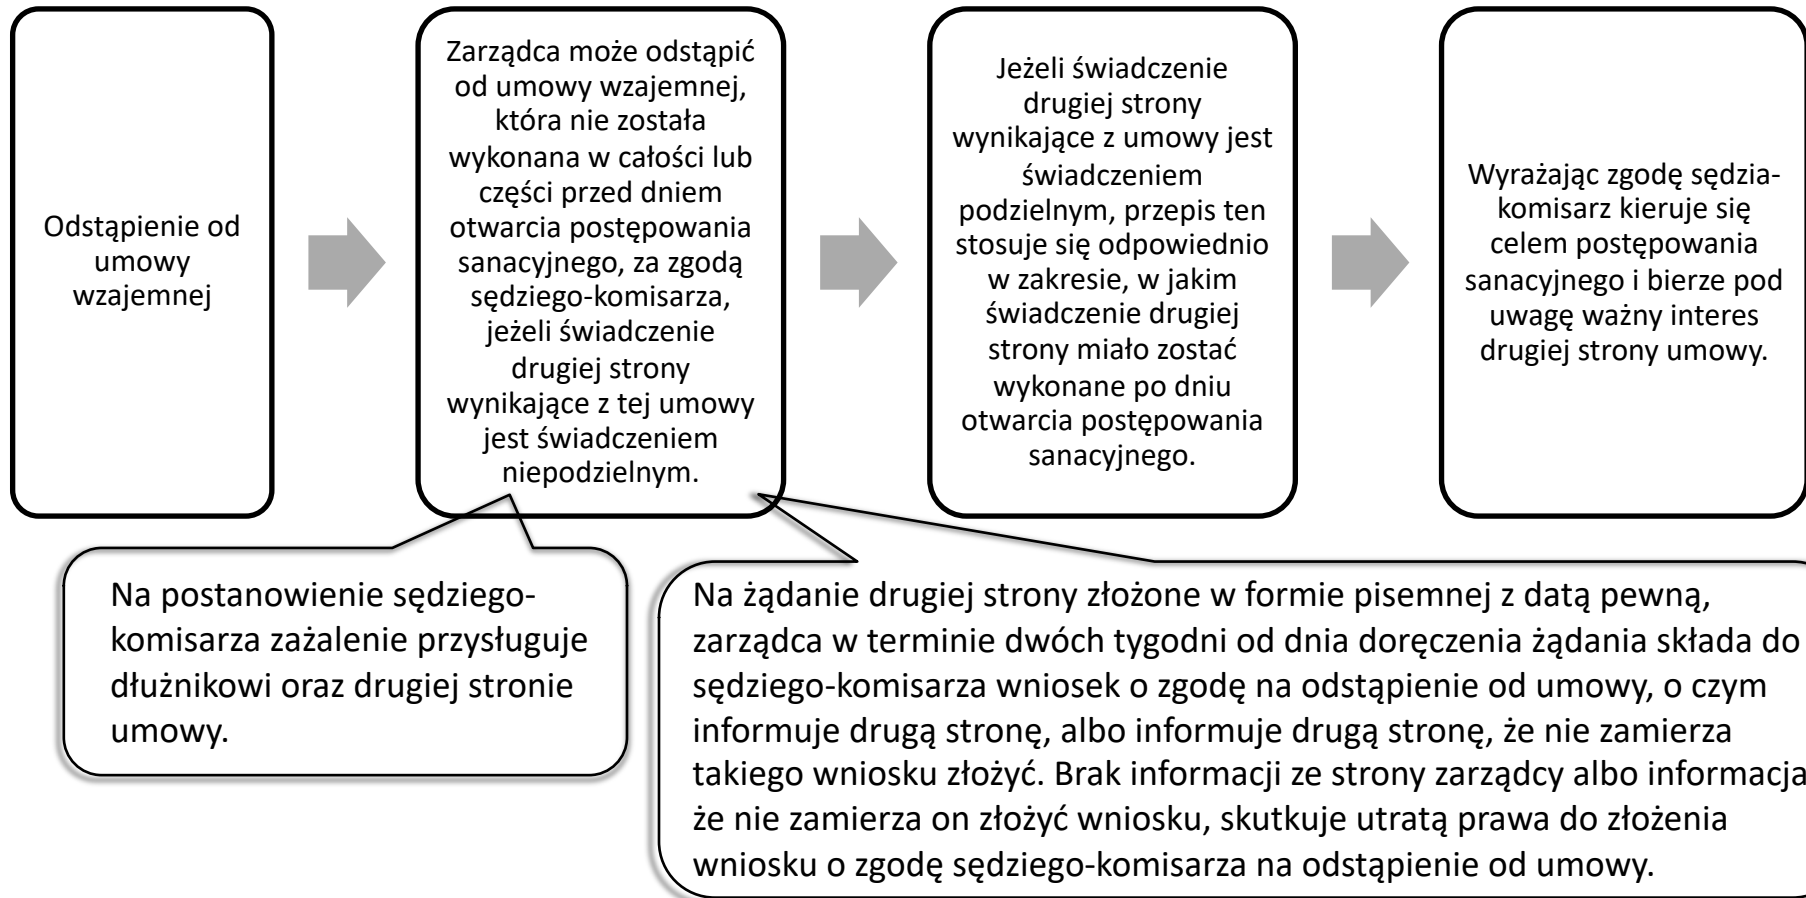 Odstąpienie od
umowy
wzajemnej
Zarządca może odstąpić
od umowy wzajemnej,
która nie została
wykonana w całości lub
części przed dniem
otwarcia postępowania
sanacyjnego, za zgodą
sędziego-komisarza,
jeżeli świadczenie
drugiej strony
wynikające z tej umowy
jest świadczeniem
niepodzielnym.
Jeżeli świadczenie
drugiej strony
wynikające z umowy jest
świadczeniem
podzielnym, przepis ten
stosuje się odpowiednio
w zakresie, w jakim
świadczenie drugiej
strony miało zostać
wykonane po dniu
otwarcia postępowania
sanacyjnego.
Wyrażając zgodę sędzia-
komisarz kieruje się
celem postępowania
sanacyjnego i bierze pod
uwagę ważny interes
drugiej strony umowy.
Na postanowienie sędziego-
komisarza zażalenie przysługuje
dłużnikowi oraz drugiej stronie
umowy.
Na żądanie drugiej strony złożone w formie pisemnej z datą pewną,
zarządca w terminie dwóch tygodni od dnia doręczenia żądania składa do
sędziego-komisarza wniosek o zgodę na odstąpienie od umowy, o czym
informuje drugą stronę, albo informuje drugą stronę, że nie zamierza
takiego wniosku złożyć. Brak informacji ze strony zarządcy albo informacja
że nie zamierza on złożyć wniosku, skutkuje utratą prawa do złożenia
wniosku o zgodę sędziego-komisarza na odstąpienie od umowy.